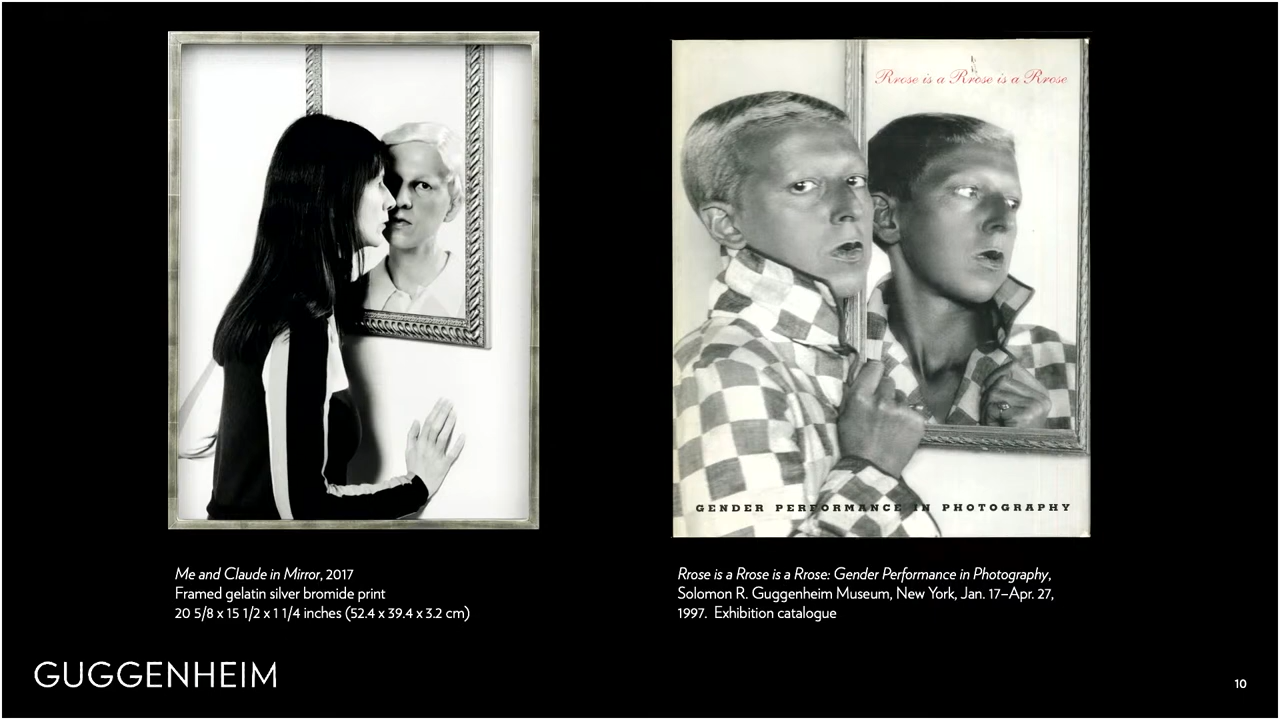 Rrose is a Rrose is a Rrose
GENDER PERFORMANCE IN PHOTOGRAPHY
Me and Claude in Mirror, 2017
Framed gelatin silver bromide print
20 5/8 x 15 1/2 x 1 1/4 inches (52.4 x 39.4 x 3.2 cm)
Rrose is a Rrose is a Rrose: Gender Performance in Photography,
Solomon R. Guggenheim Museum, New York, Jan. 17–Apr. 27,
1997. Exhibition catalogue
GUGGENHEIM
10